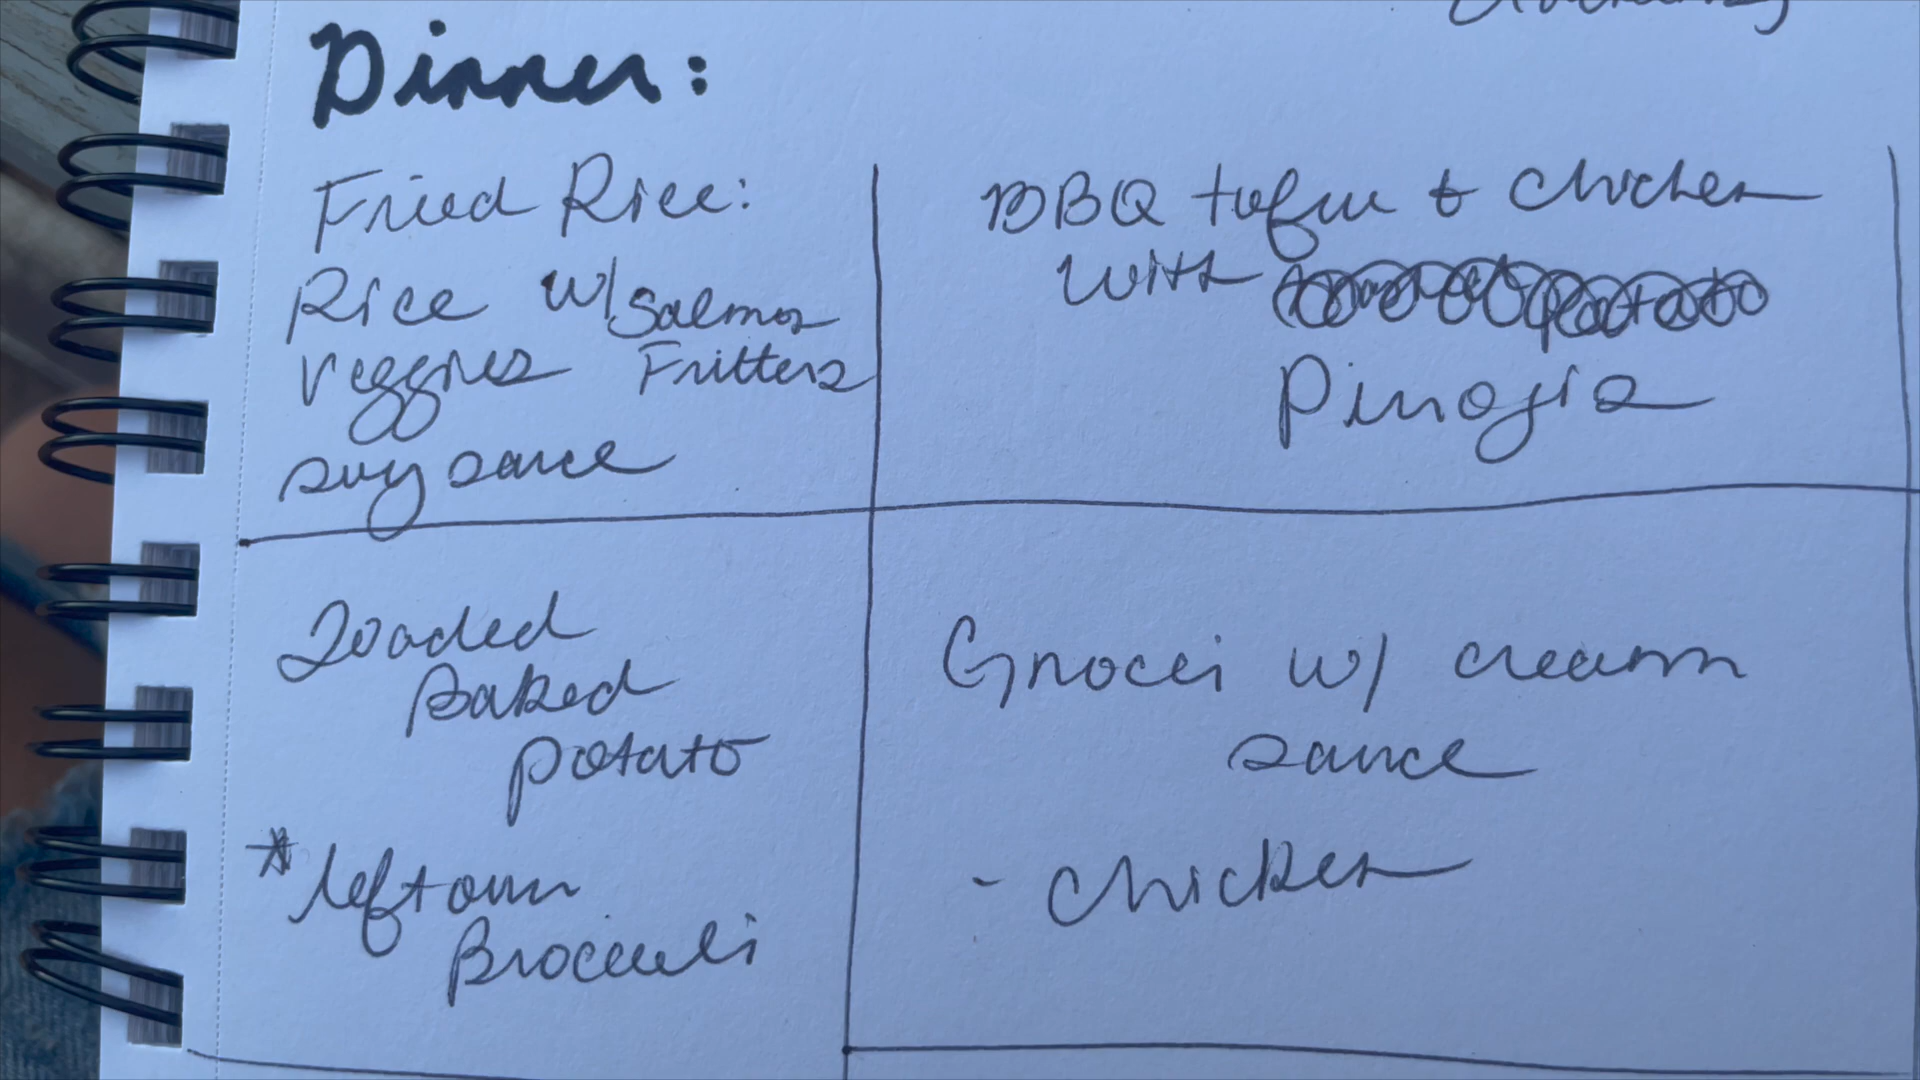 Dinner:
Fried Rice:
Rice w/ Salmon
Veggies Fritters
soy sauce
BBQ tofu & chicken
with
Pirogis
Loaded
Baked
potato
* leftover
Broccoli
Gnocci w/ cream
sauce
- chicken